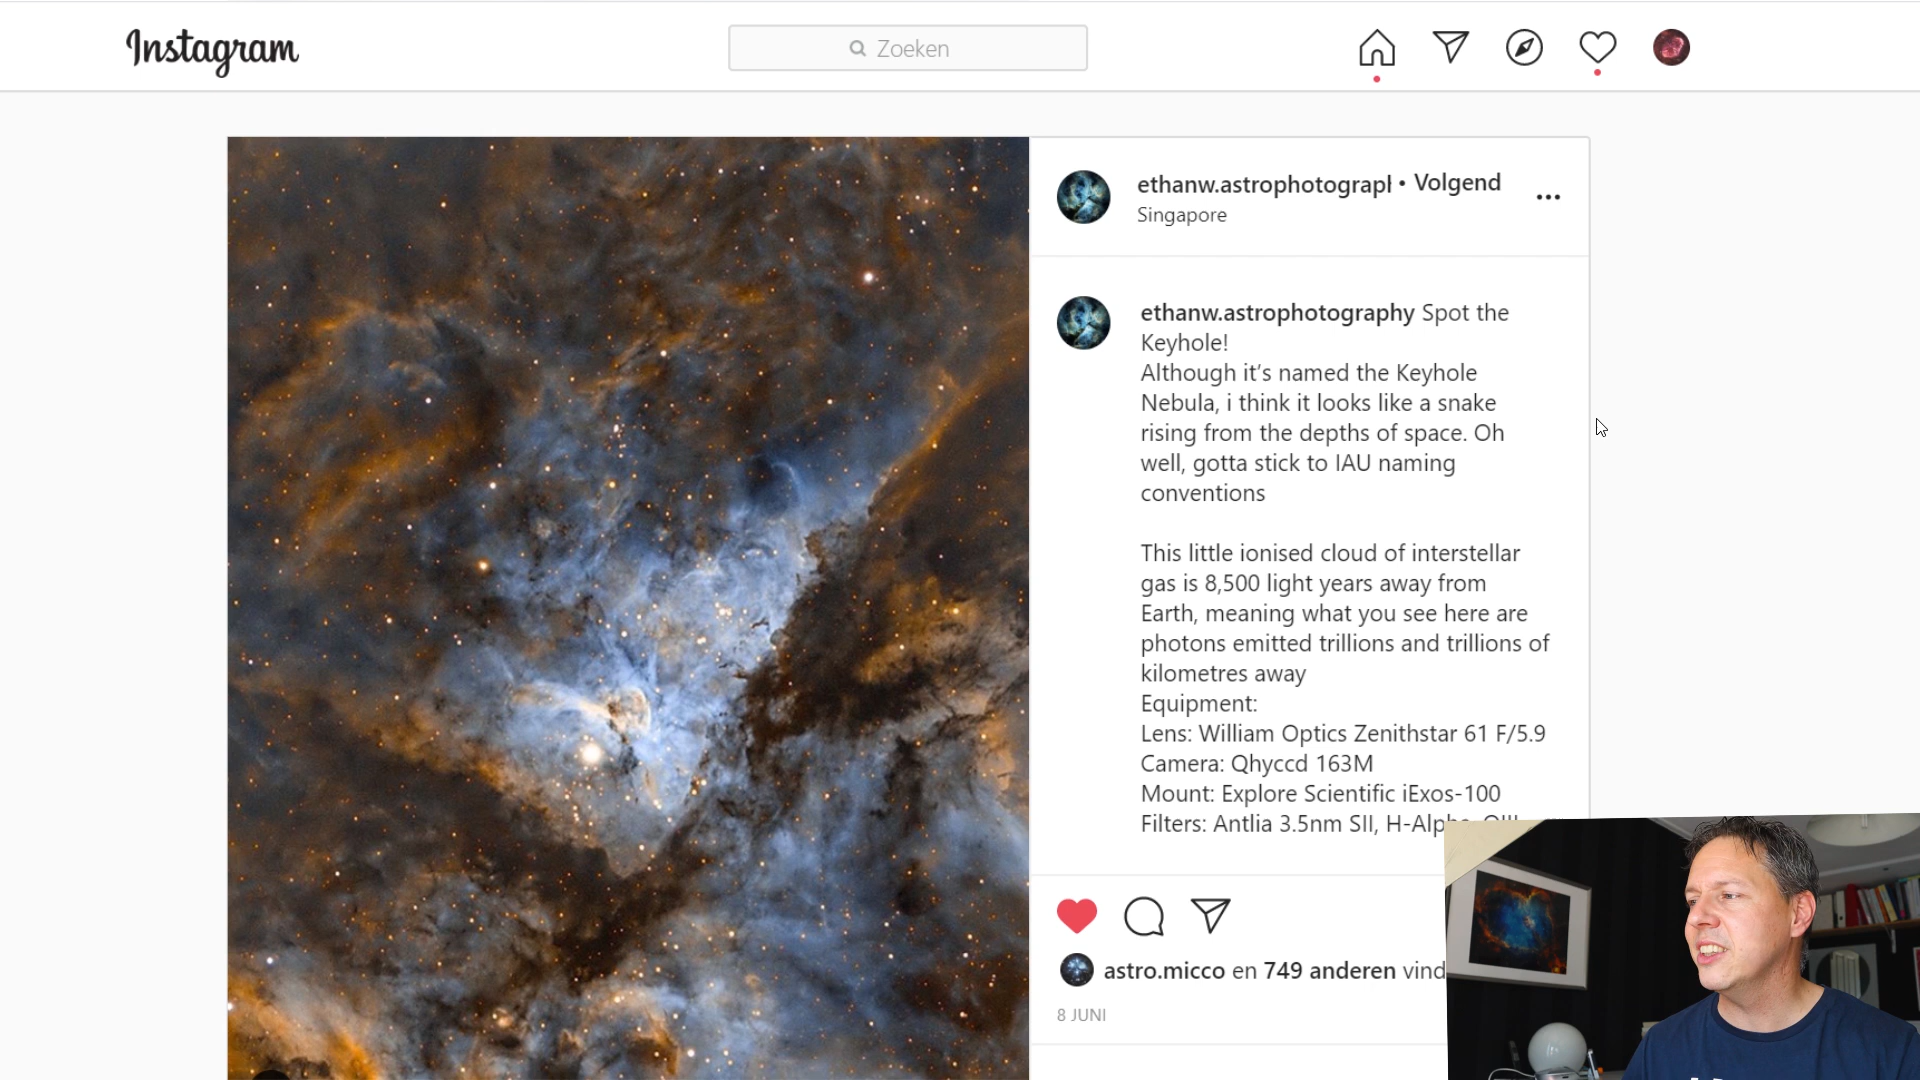 Instagram
Zoeken
ethanw.astrophotograpl • Volgend
Singapore
ethanw.astrophotography Spot the
Keyhole!
Although it’s named the Keyhole
Nebula, i think it looks like a snake
rising from the depths of space. Oh
well, gotta stick to IAU naming
conventions
This little ionised cloud of interstellar
gas is 8,500 light years away from
Earth, meaning what you see here are
photons emitted trillions and trillions of
kilometres away
Equipment:
Lens: William Optics Zenithstar 61 F/5.9
Camera: Qhyccd 163M
Mount: Explore Scientific iExos-100
Filters: Antlia 3.5nm SII, H-Alpha, OIII
astro.micco en 749 anderen vind
8 JUNI